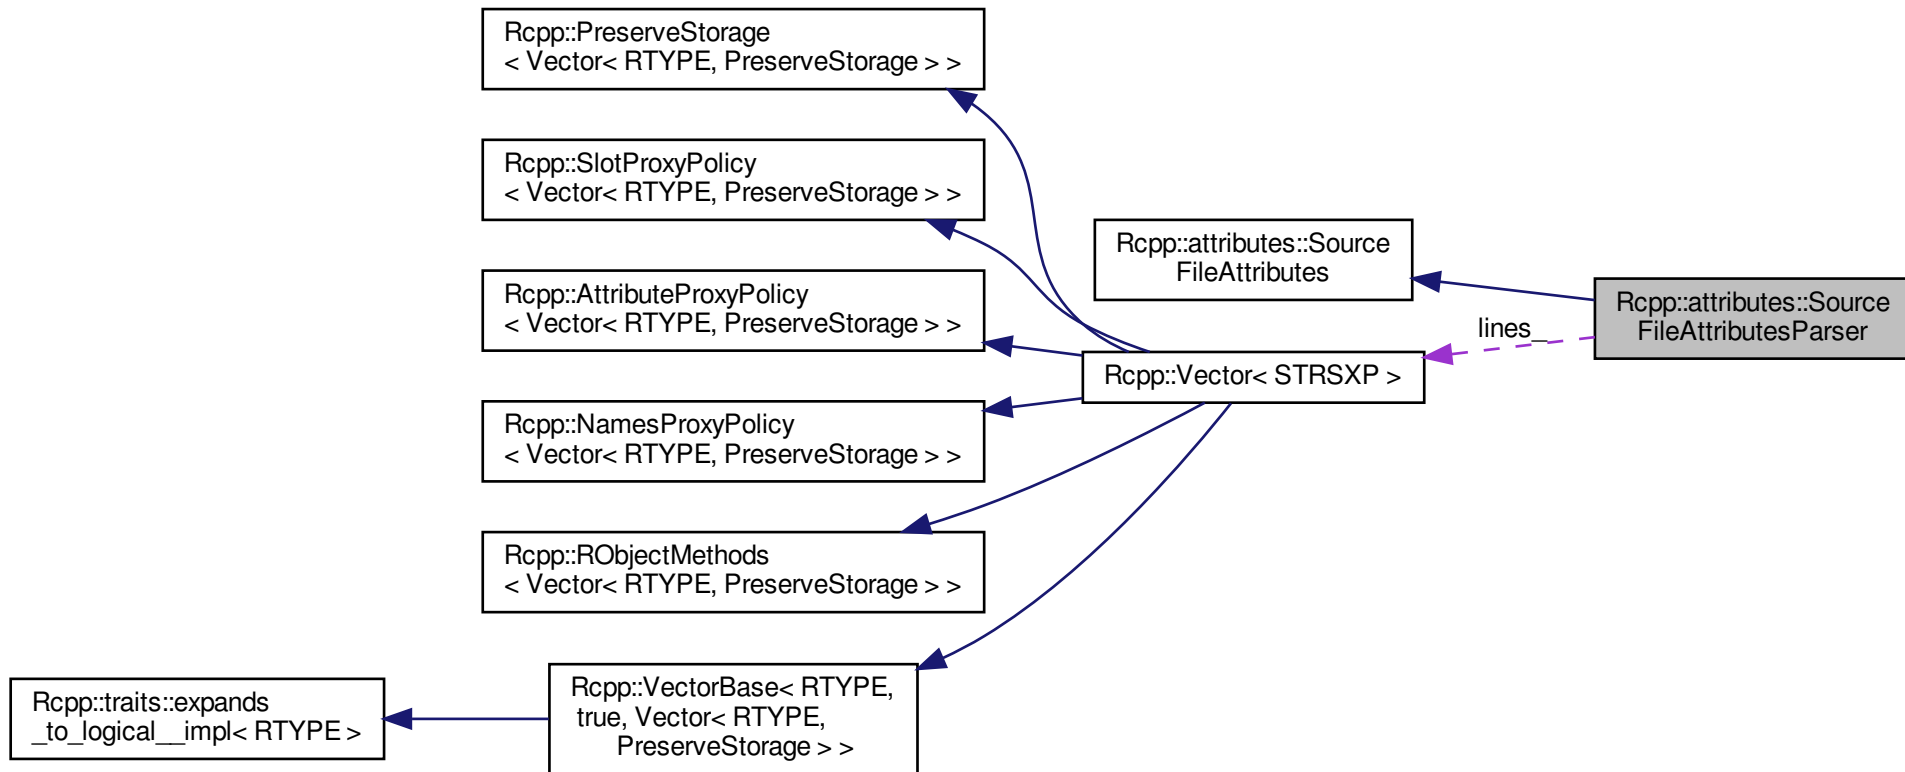 Rcpp::PreserveStorage
< Vector< RTYPE, PreserveStorage > >
Rcpp::SlotProxyPolicy
< Vector< RTYPE, PreserveStorage > >
Rcpp::AttributeProxyPolicy
< Vector< RTYPE, PreserveStorage > >
Rcpp::NamesProxyPolicy
< Vector< RTYPE, PreserveStorage > >
Rcpp::RObjectMethods
< Vector< RTYPE, PreserveStorage > >
Rcpp::traits::expands
_to_logical__impl< RTYPE >
Rcpp::VectorBase< RTYPE,
true, Vector< RTYPE,
PreserveStorage > >
Rcpp::attributes::Source
FileAttributes
Rcpp::Vector< STRSXP >
lines_
Rcpp::attributes::Source
FileAttributesParser